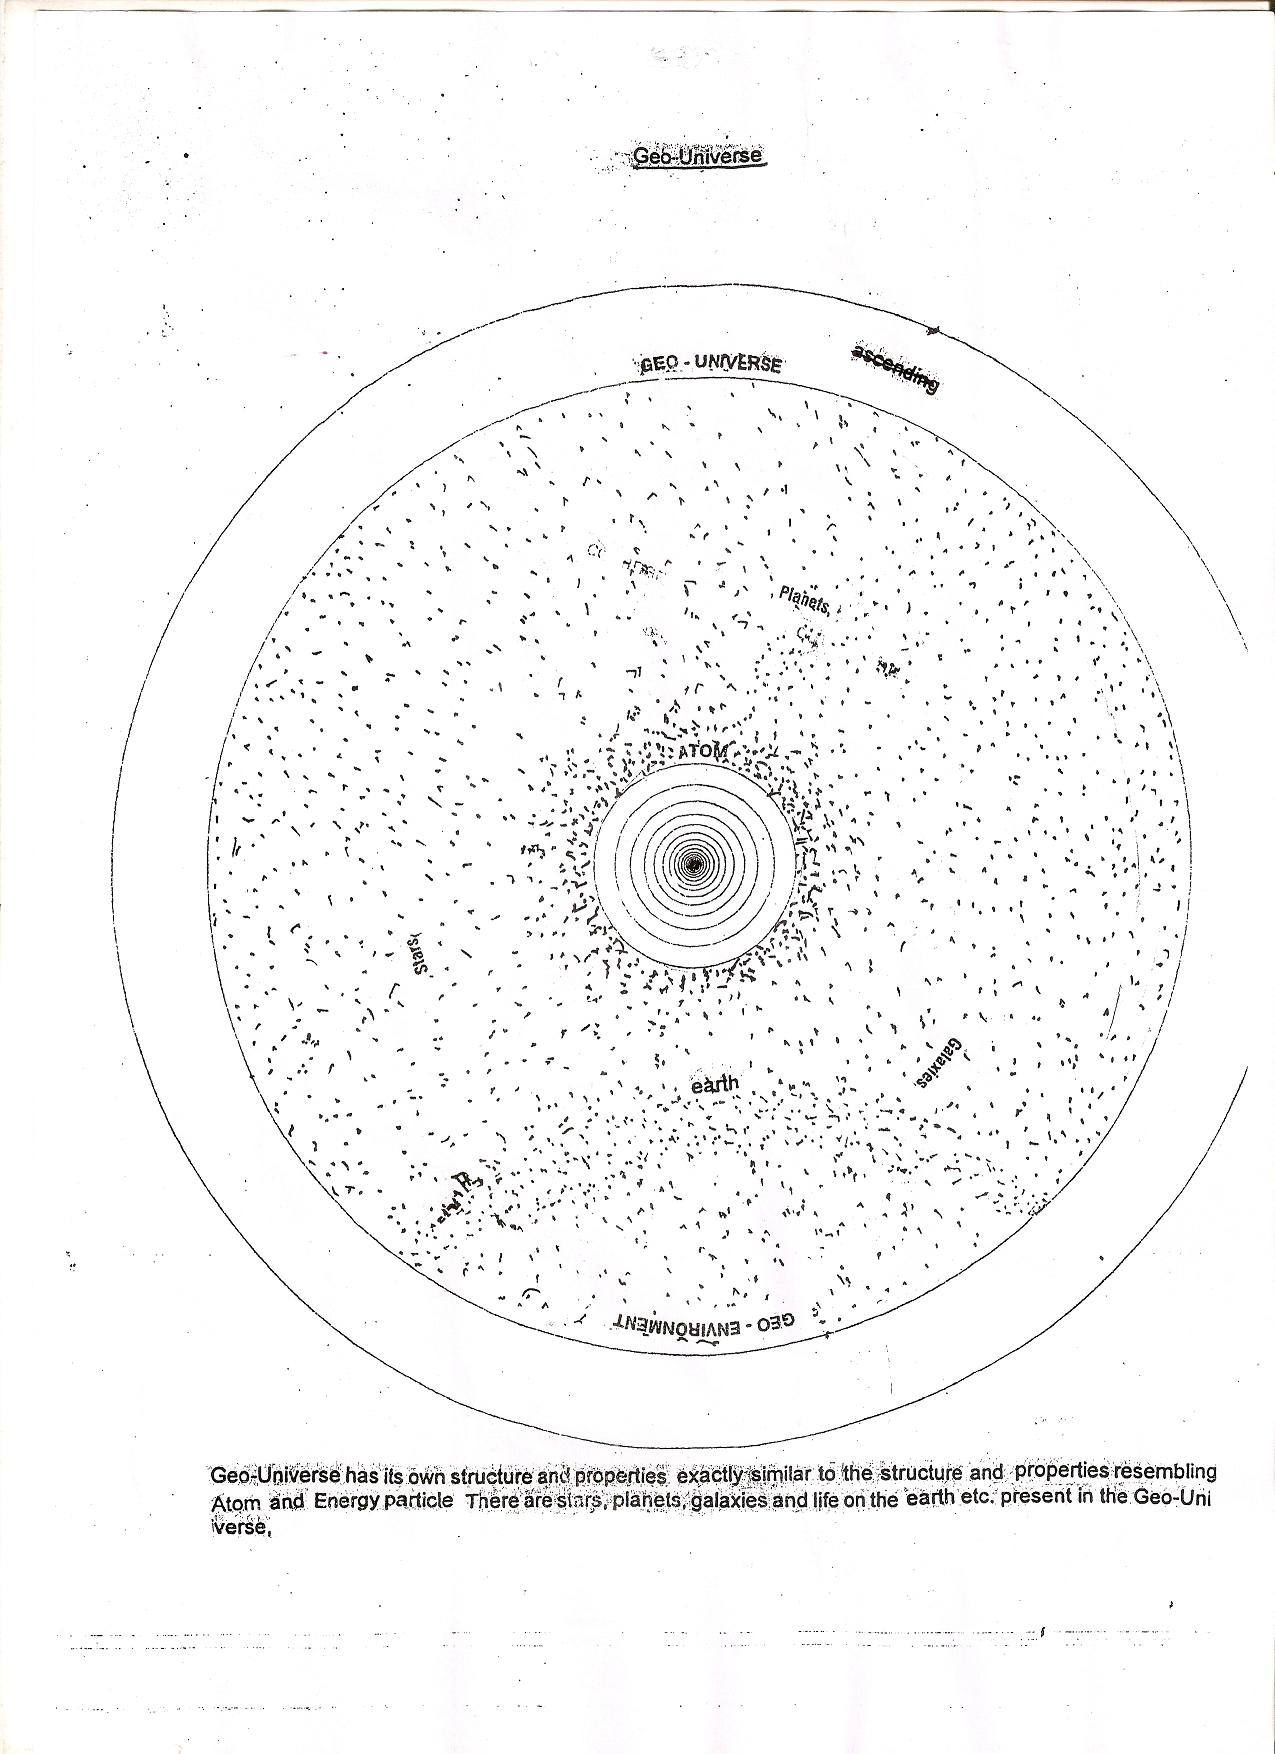 Geo-Universe
GEO - UNIVERSE
ascending
Planets,
ATOM
Stars,
Galaxies,
earth
GEO - ENVIRONMENT
Geo-Universe has its own structure and properties exactly similar to the structure and properties resembling
Atom and Energy particle There are stars, planets, galaxies and life on the earth etc. present in the Geo-Uni
verse,